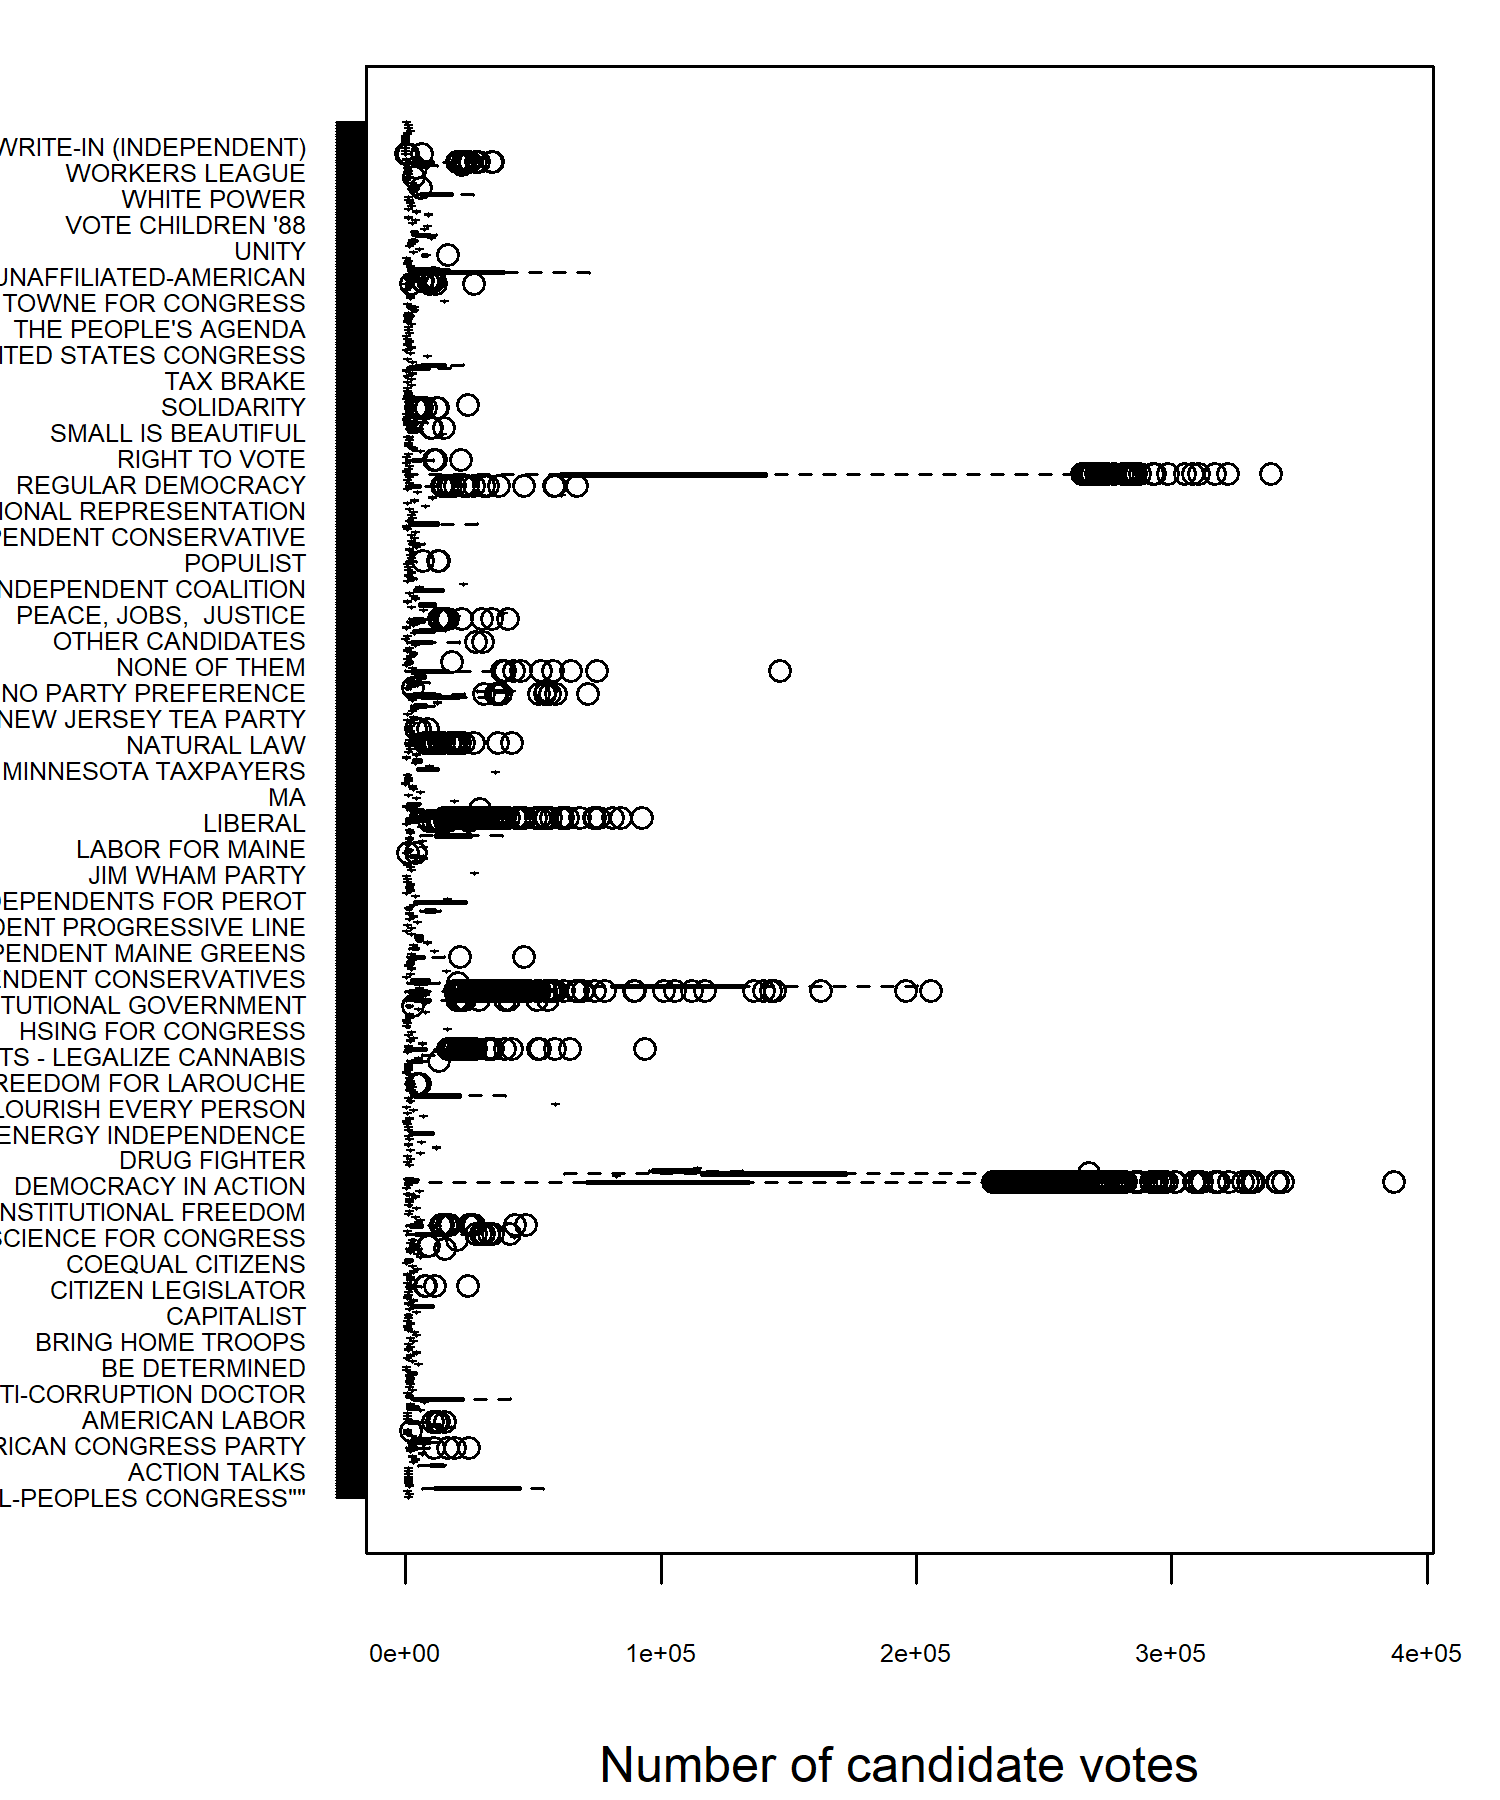 WRITE-IN (INDEPENDENT)
WORKERS LEAGUE
WHITE POWER
VOTE CHILDREN '88
UNITY
UNAFFILIATED-AMERICAN
TOWNE FOR CONGRESS
THE PEOPLE'S AGENDA
ITED STATES CONGRESS
TAX BRAKE
SOLIDARITY
SMALL IS BEAUTIFUL
RIGHT TO VOTE
REGULAR DEMOCRACY
IONAL REPRESENTATION
PENDENT CONSERVATIVE
POPULIST
NDEPENDENT COALITION
PEACE, JOBS,  JUSTICE
OTHER CANDIDATES
NONE OF THEM
NO PARTY PREFERENCE
NEW JERSEY TEA PARTY
NATURAL LAW
MINNESOTA TAXPAYERS
MA
LIBERAL
LABOR FOR MAINE
JIM WHAM PARTY
DEPENDENTS FOR PEROT
DENT PROGRESSIVE LINE
PENDENT MAINE GREENS
ENDENT CONSERVATIVES
TUTIONAL GOVERNMENT
HSING FOR CONGRESS
TS - LEGALIZE CANNABIS
REEDOM FOR LAROUCHE
LOURISH EVERY PERSON
ENERGY INDEPENDENCE
DRUG FIGHTER
DEMOCRACY IN ACTION
NSTITUTIONAL FREEDOM
SCIENCE FOR CONGRESS
COEQUAL CITIZENS
CITIZEN LEGISLATOR
CAPITALIST
BRING HOME TROOPS
BE DETERMINED
TI-CORRUPTION DOCTOR
AMERICAN LABOR
RICAN CONGRESS PARTY
ACTION TALKS
L-PEOPLES CONGRESS""
0e+00 1e+05 2e+05 3e+05 4e+05
Number of candidate votes